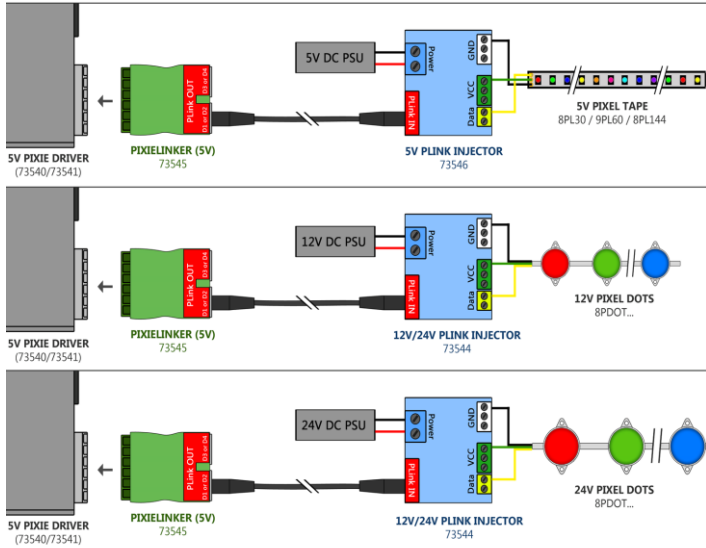 5V DC PSU
Power
GND
VCC
Data
PLink IN
PLink OUT
D3 or D4
D1 or D2
5V PIXEL TAPE
8PL30 / 9PL60 / 8PL144
5V PIXIE DRIVER
(73540/73541)
PIXIELINKER (5V)
73545
5V PLINK INJECTOR
73546
12V DC PSU
Power
GND
VCC
Data
PLink IN
PLink OUT
D3 or D4
D1 or D2
12V PIXEL DOTS
8PDOT...
5V PIXIE DRIVER
(73540/73541)
PIXIELINKER (5V)
73545
12V/24V PLINK INJECTOR
73544
24V DC PSU
Power
GND
VCC
Data
PLink IN
PLink OUT
D3 or D4
D1 or D2
24V PIXEL DOTS
8PDOT...
5V PIXIE DRIVER
(73540/73541)
PIXIELINKER (5V)
73545
12V/24V PLINK INJECTOR
73544